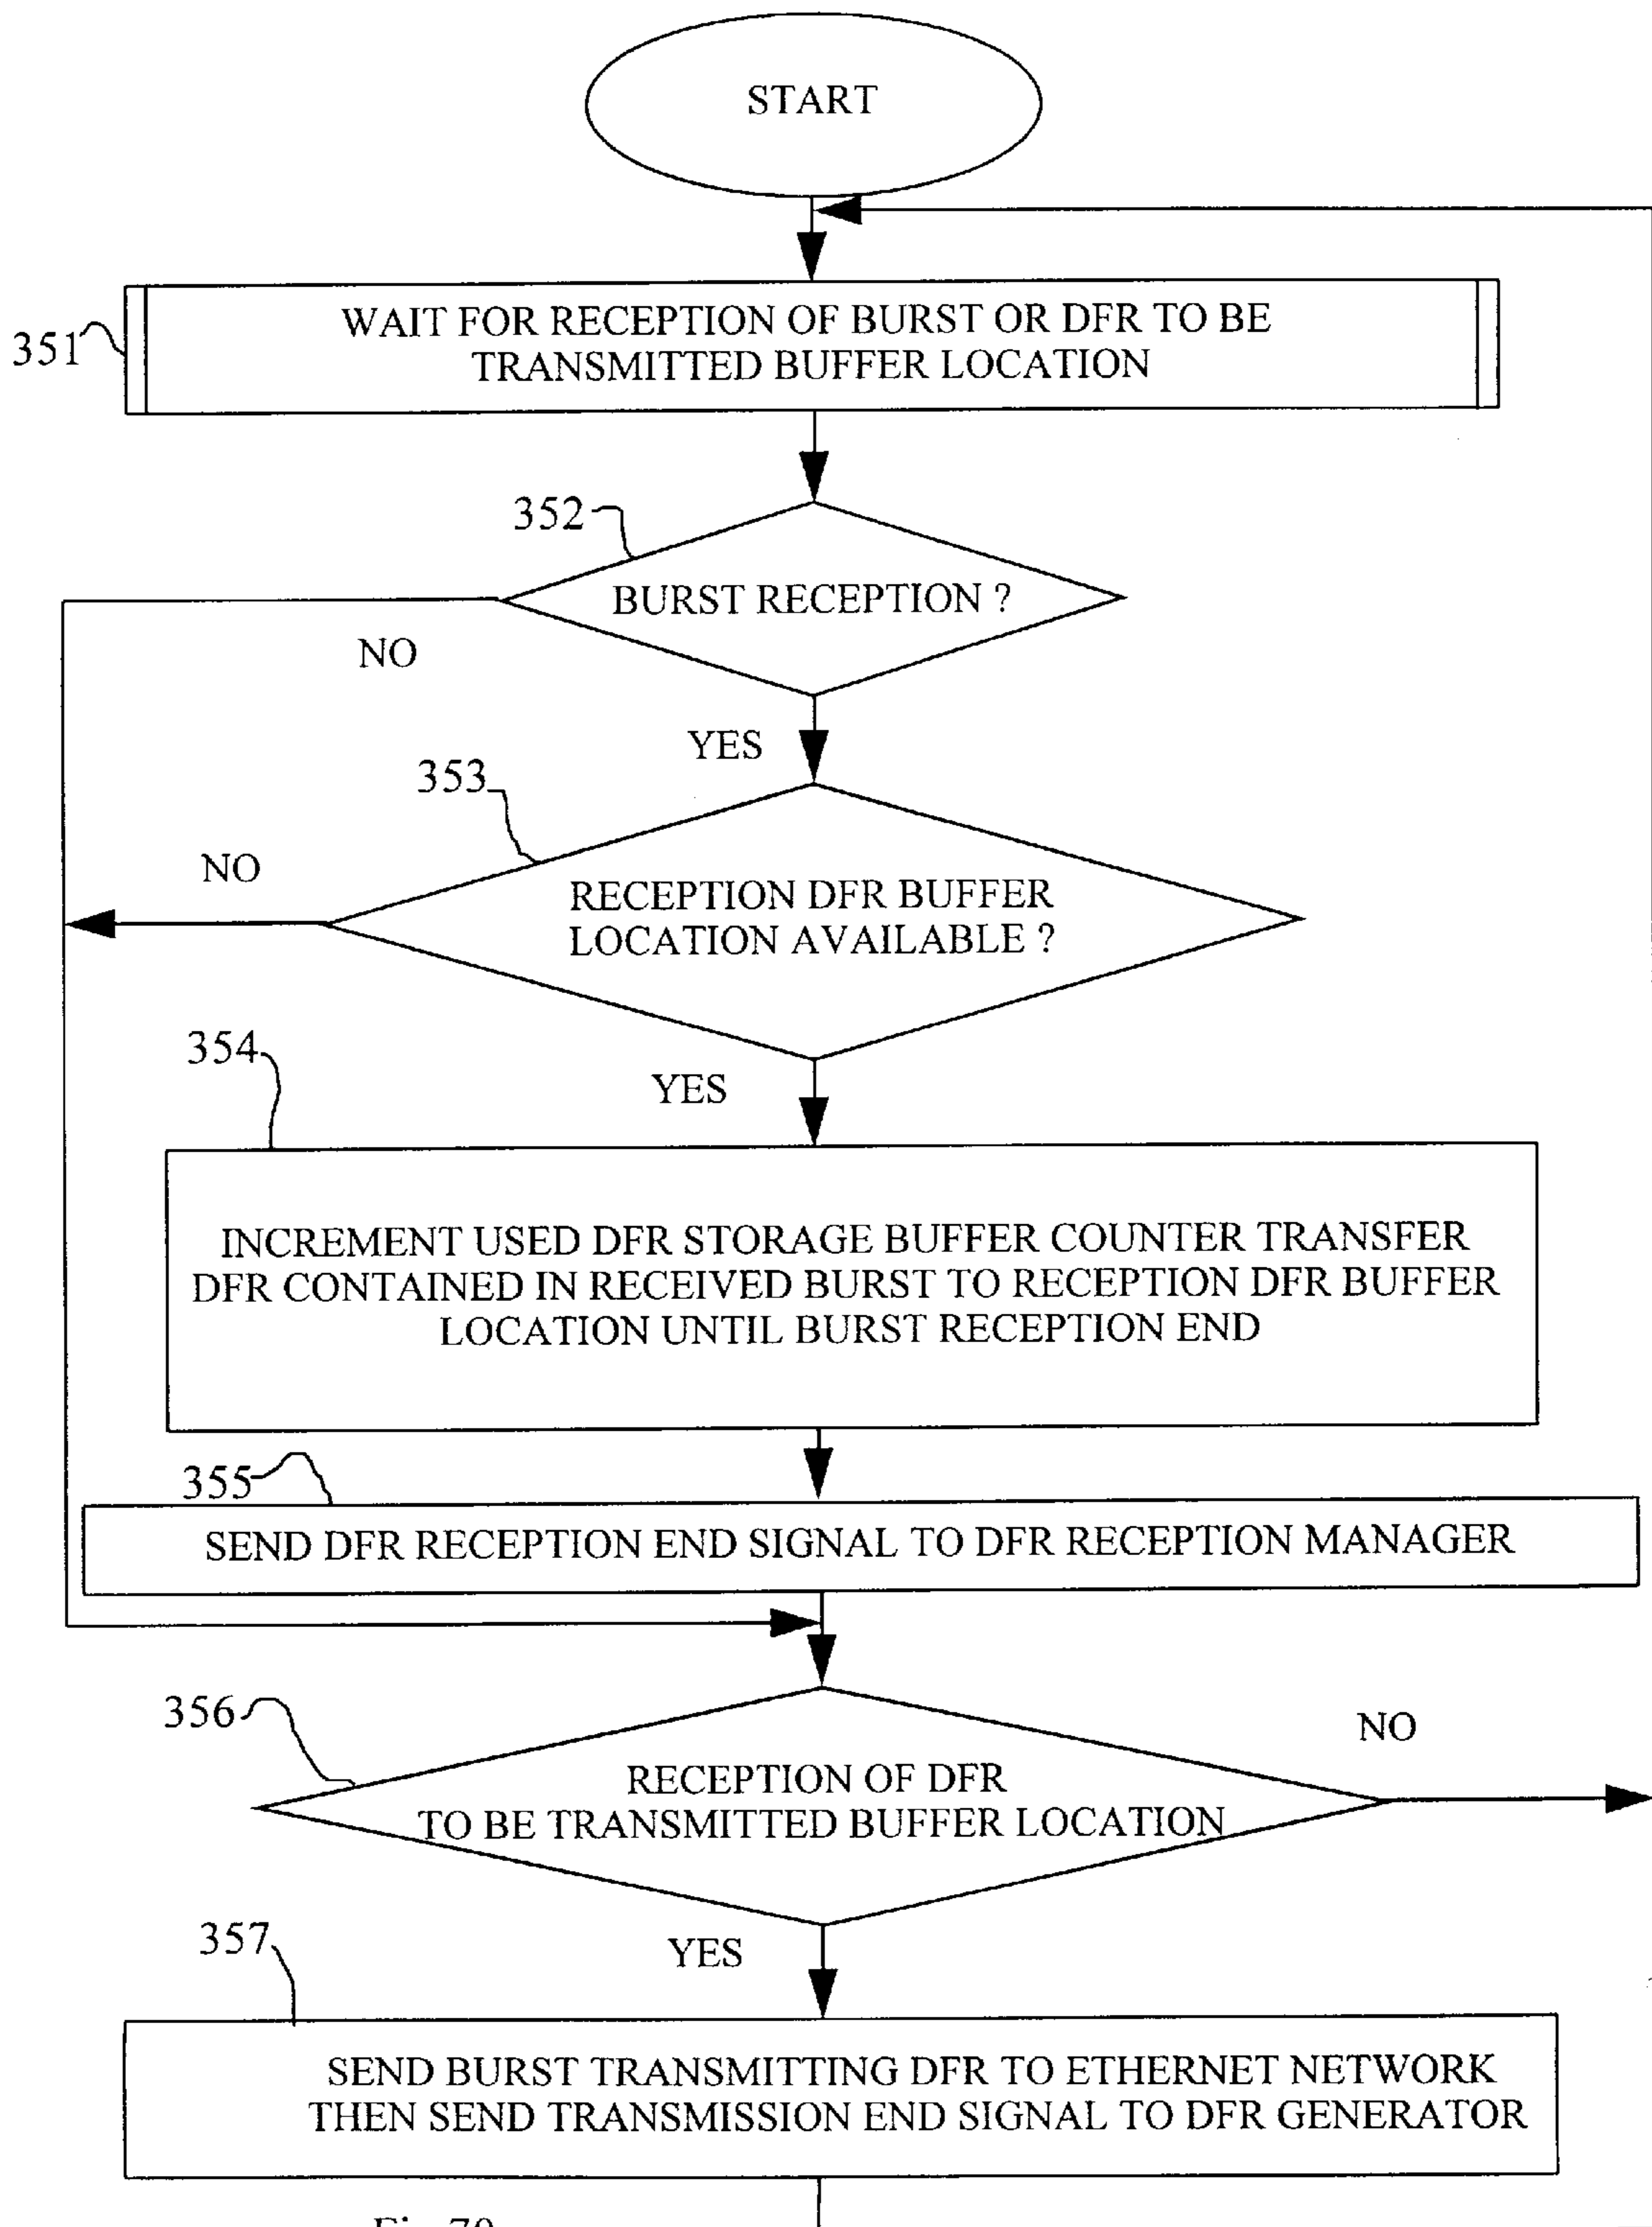 START
351
WAIT FOR RECEPTION OF BURST OR DFR TO BE
TRANSMITTED BUFFER LOCATION
352
BURST RECEPTION ?
NO
YES
353
NO
RECEPTION DFR BUFFER
LOCATION AVAILABLE ?
354
YES
INCREMENT USED DFR STORAGE BUFFER COUNTER TRANSFER
DFR CONTAINED IN RECEIVED BURST TO RECEPTION DFR BUFFER
LOCATION UNTIL BURST RECEPTION END
355
SEND DFR RECEPTION END SIGNAL TO DFR RECEPTION MANAGER
356
NO
RECEPTION OF DFR
TO BE TRANSMITTED BUFFER LOCATION
357
YES
SEND BURST TRANSMITTING DFR TO ETHERNET NETWORK
THEN SEND TRANSMISSION END SIGNAL TO DFR GENERATOR